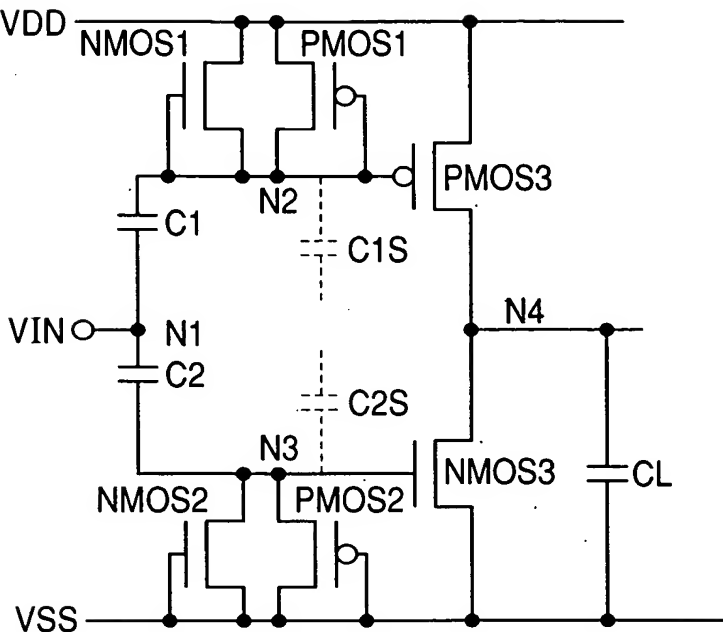 VDD
NMOS1
PMOS1
PMOS3
N2
C1
C1S
VIN
N1
N4
C2
C2S
N3
NMOS3
CL
NMOS2
PMOS2
VSS